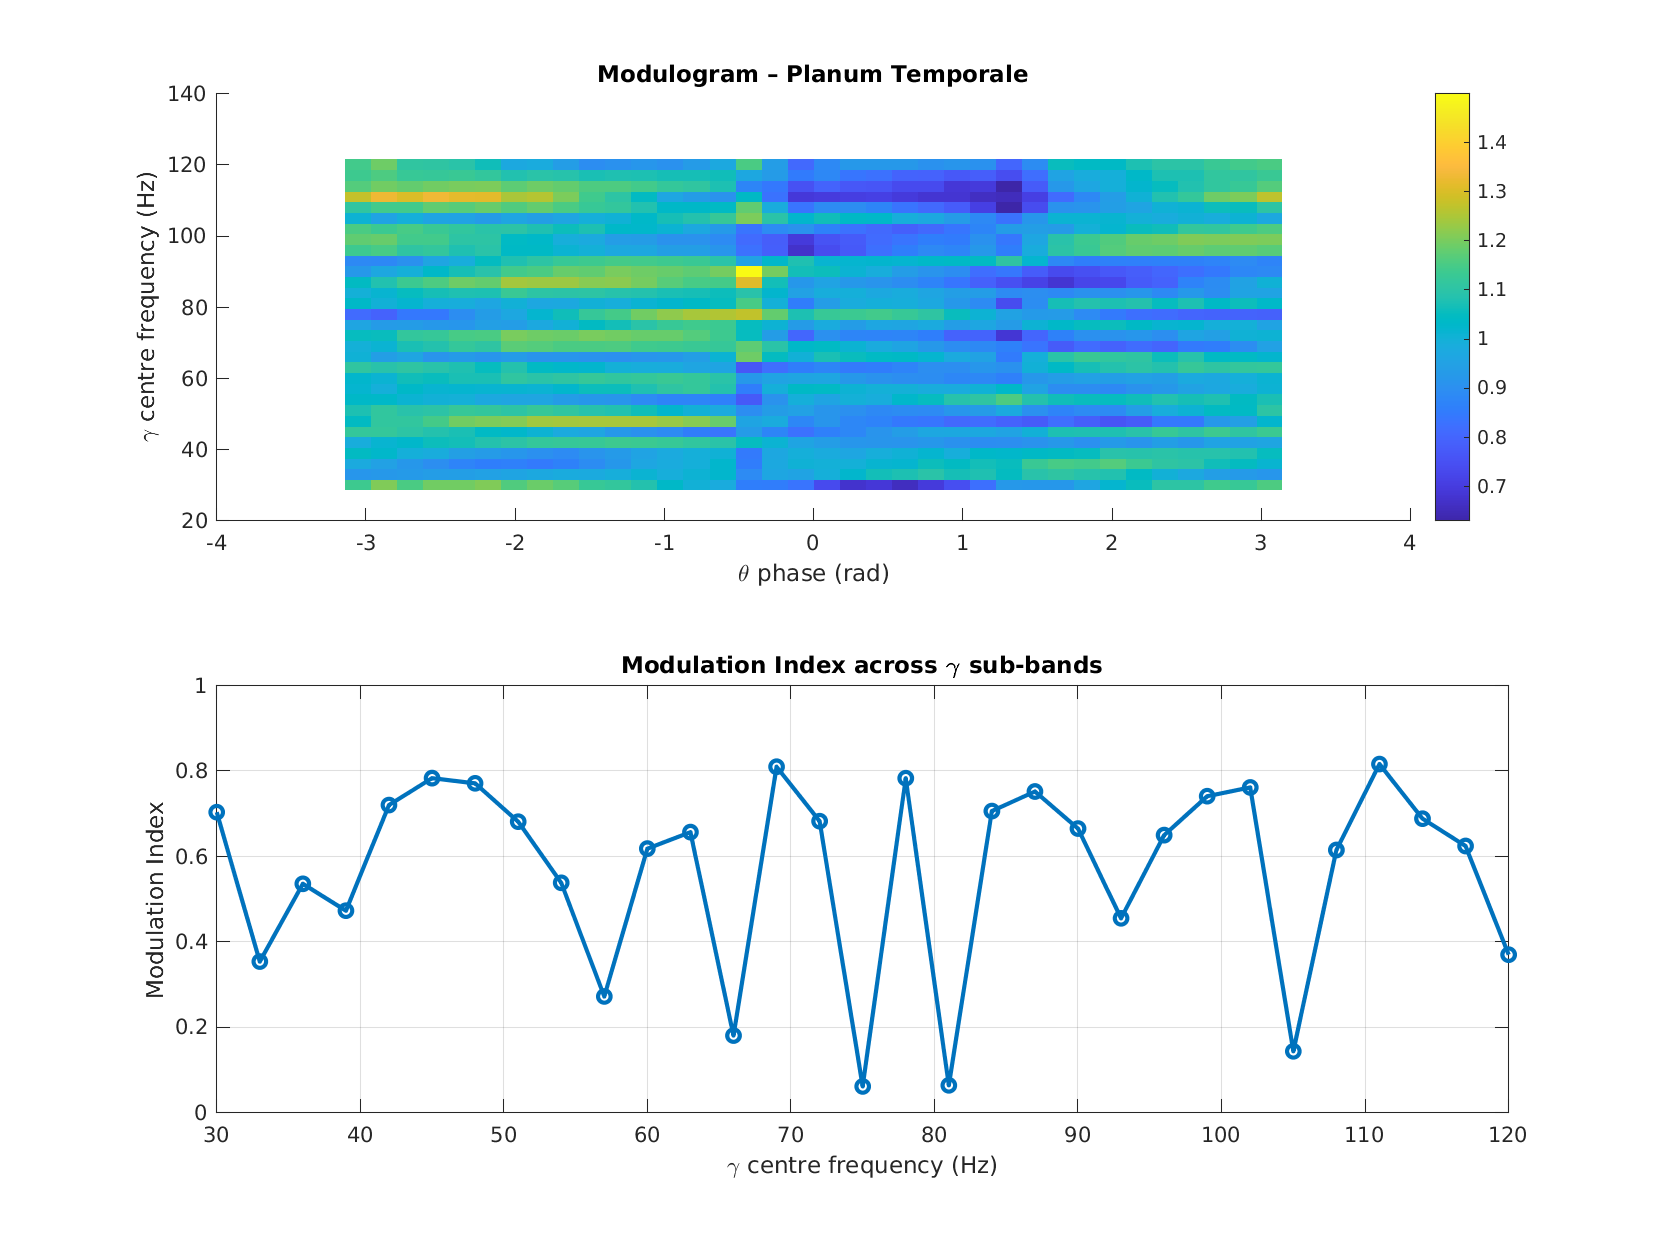 Modulogram – Planum Temporale
γ centre frequency (Hz)
140
120
100
80
60
40
20
-4 -3 -2 -1 0 1 2 3 4
θ phase (rad)
1.4
1.3
1.2
1.1
1
0.9
0.8
0.7
Modulation Index across γ sub-bands
Modulation Index
1
0.8
0.6
0.4
0.2
0
30 40 50 60 70 80 90 100 110 120
γ centre frequency (Hz)